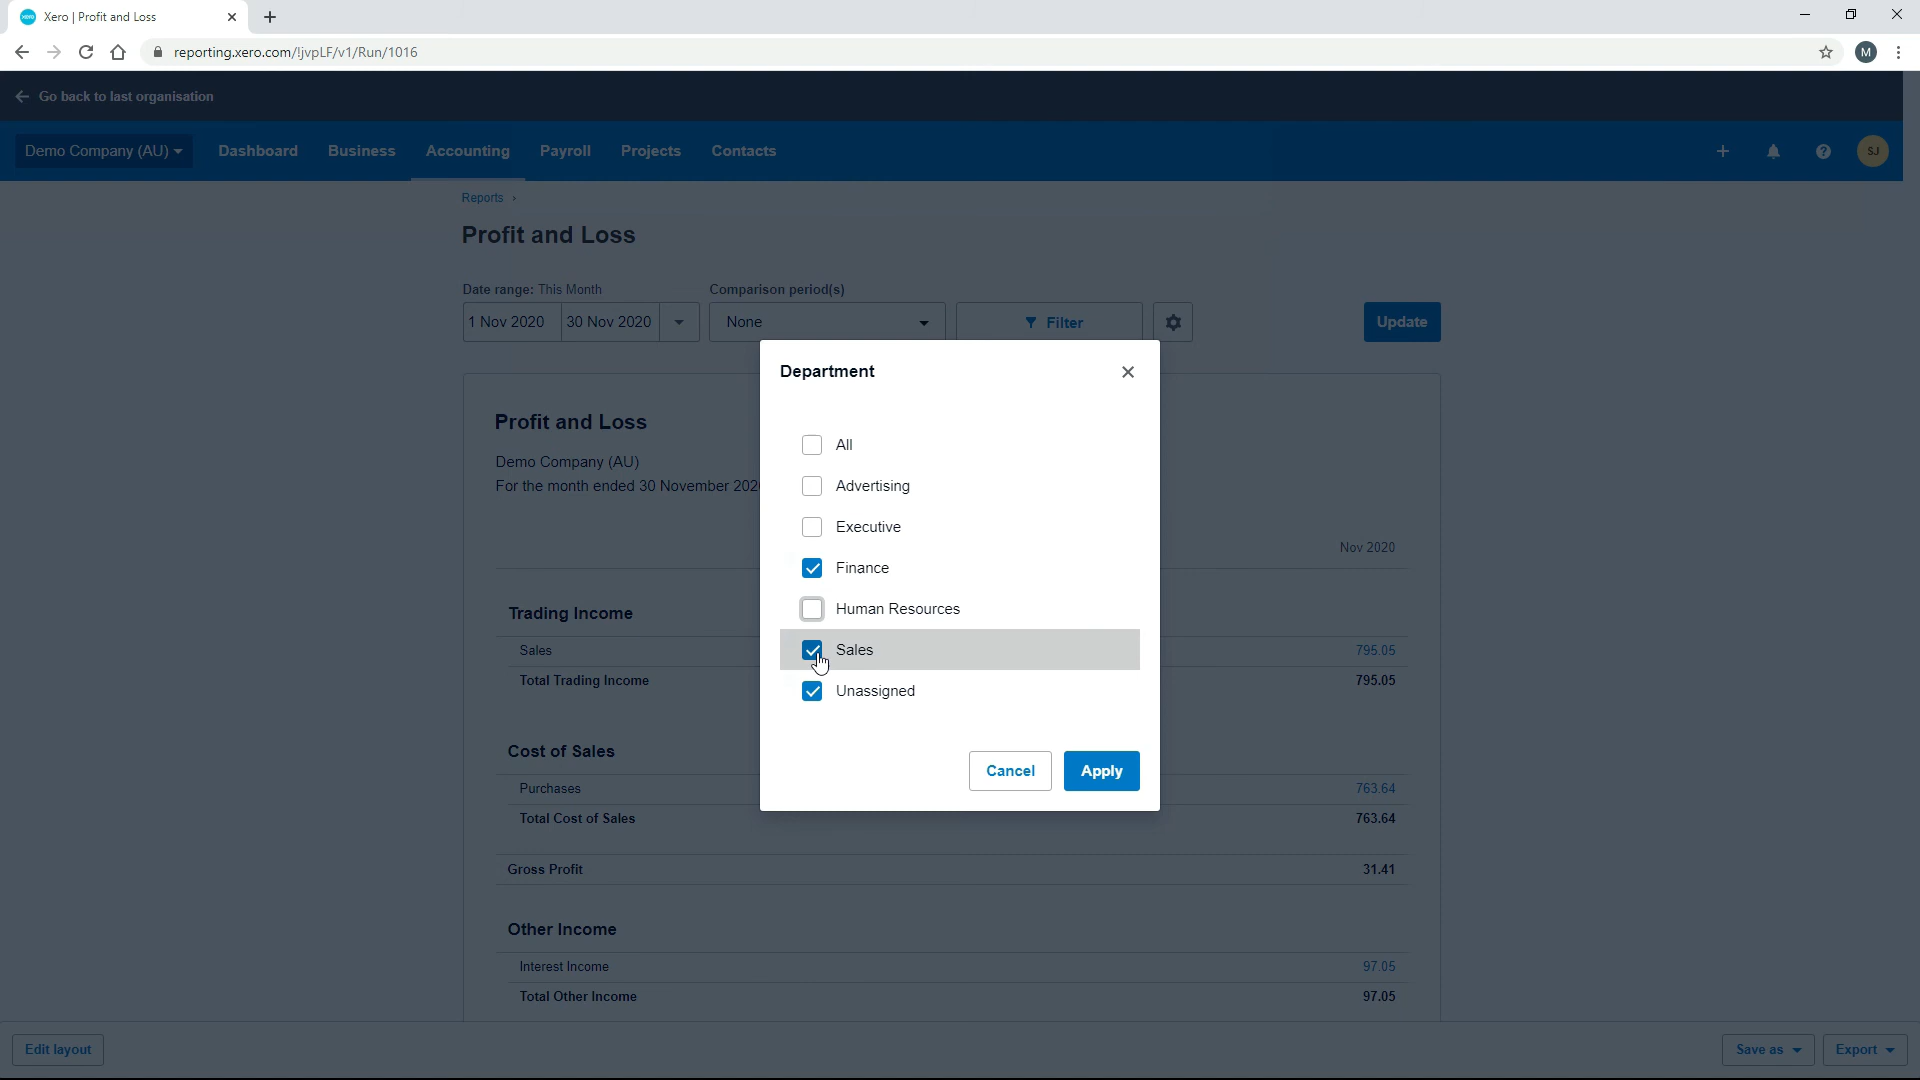 Xero | Profit and Loss
reporting.xero.com/!jvpLF/v1/Run/1016
M
Go back to last organisation
Demo Company (AU)
Dashboard
Business
Accounting
Payroll
Projects
Contacts
SJ
Reports
Profit and Loss
Date range: This Month
Comparison period(s)
1 Nov 2020
30 Nov 2020
None
Filter
Update
Department
Profit and Loss
All
Demo Company (AU)
For the month ended 30 November 202
Advertising
Executive
Nov 2020
Finance
Trading Income
Human Resources
Sales 795.05
Sales
Total Trading Income 795.05
Unassigned
Cost of Sales
Cancel
Apply
Purchases 763.64
Total Cost of Sales 763.64
Gross Profit 31.41
Other Income
Interest Income 97.05
Total Other Income 97.05
Edit layout
Save as
Export